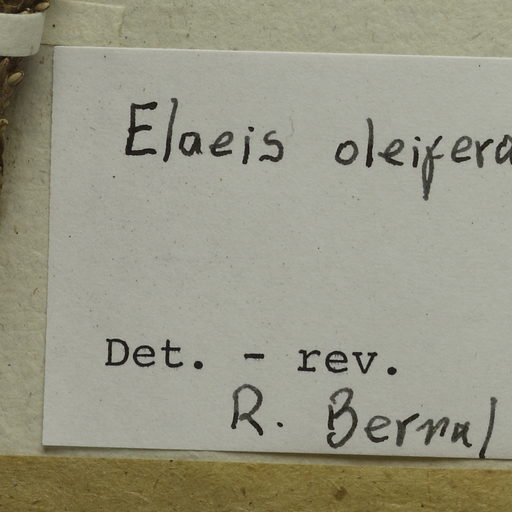 Elaeis oleifera
Det. - rev.
R. Bernal